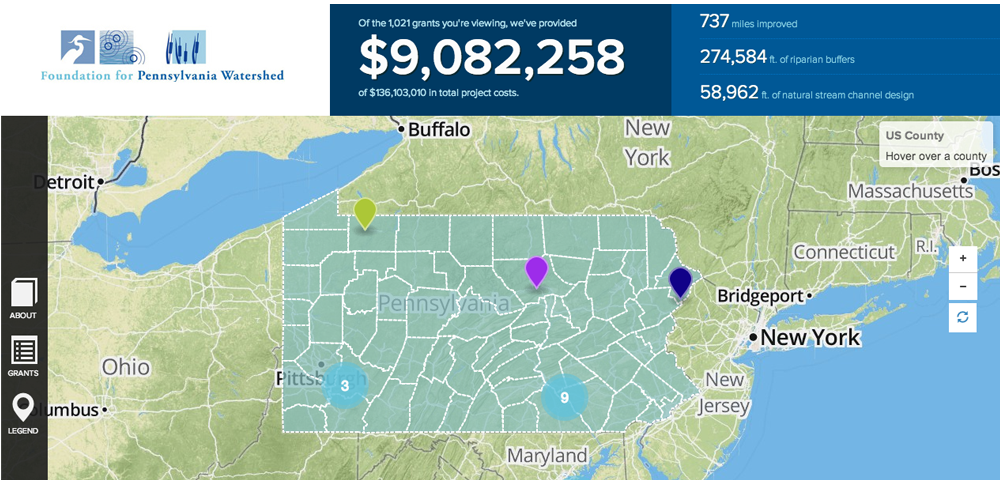 Foundation for Pennsylvania Watershed
Of the 1,021 grants you're viewing, we've provided
$9,082,258
of $136,103,010 in total project costs.
737 miles improved
274,584 ft. of riparian buffers
58,962 ft. of natural stream channel design
US County
Hover over a county
Buffalo
New
York
Detroit
Bos
Massachusetts
Connecticut
R.I.
+
−
ABOUT
Pennsylvania
Bridgeport
New York
GRANTS
Ohio
Pittsburgh
3
9
New
Jersey
lumbus
LEGEND
Maryland